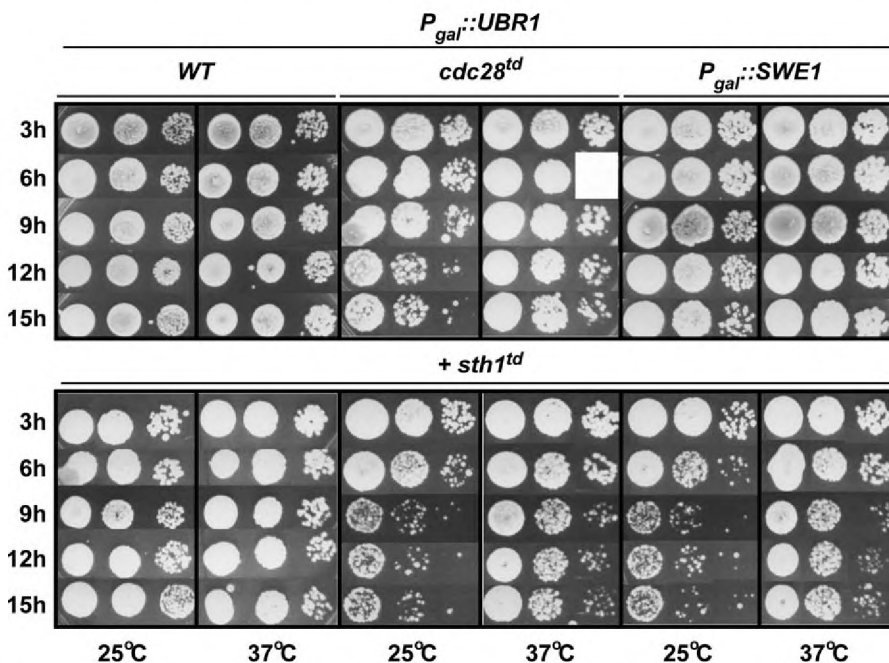 Pgal::UBR1
WT cdc28td Pgal::SWE1
3h
6h
9h
12h
15h
+ sth1td
3h
6h
9h
12h
15h
25°C 37°C 25°C 37°C 25°C 37°C